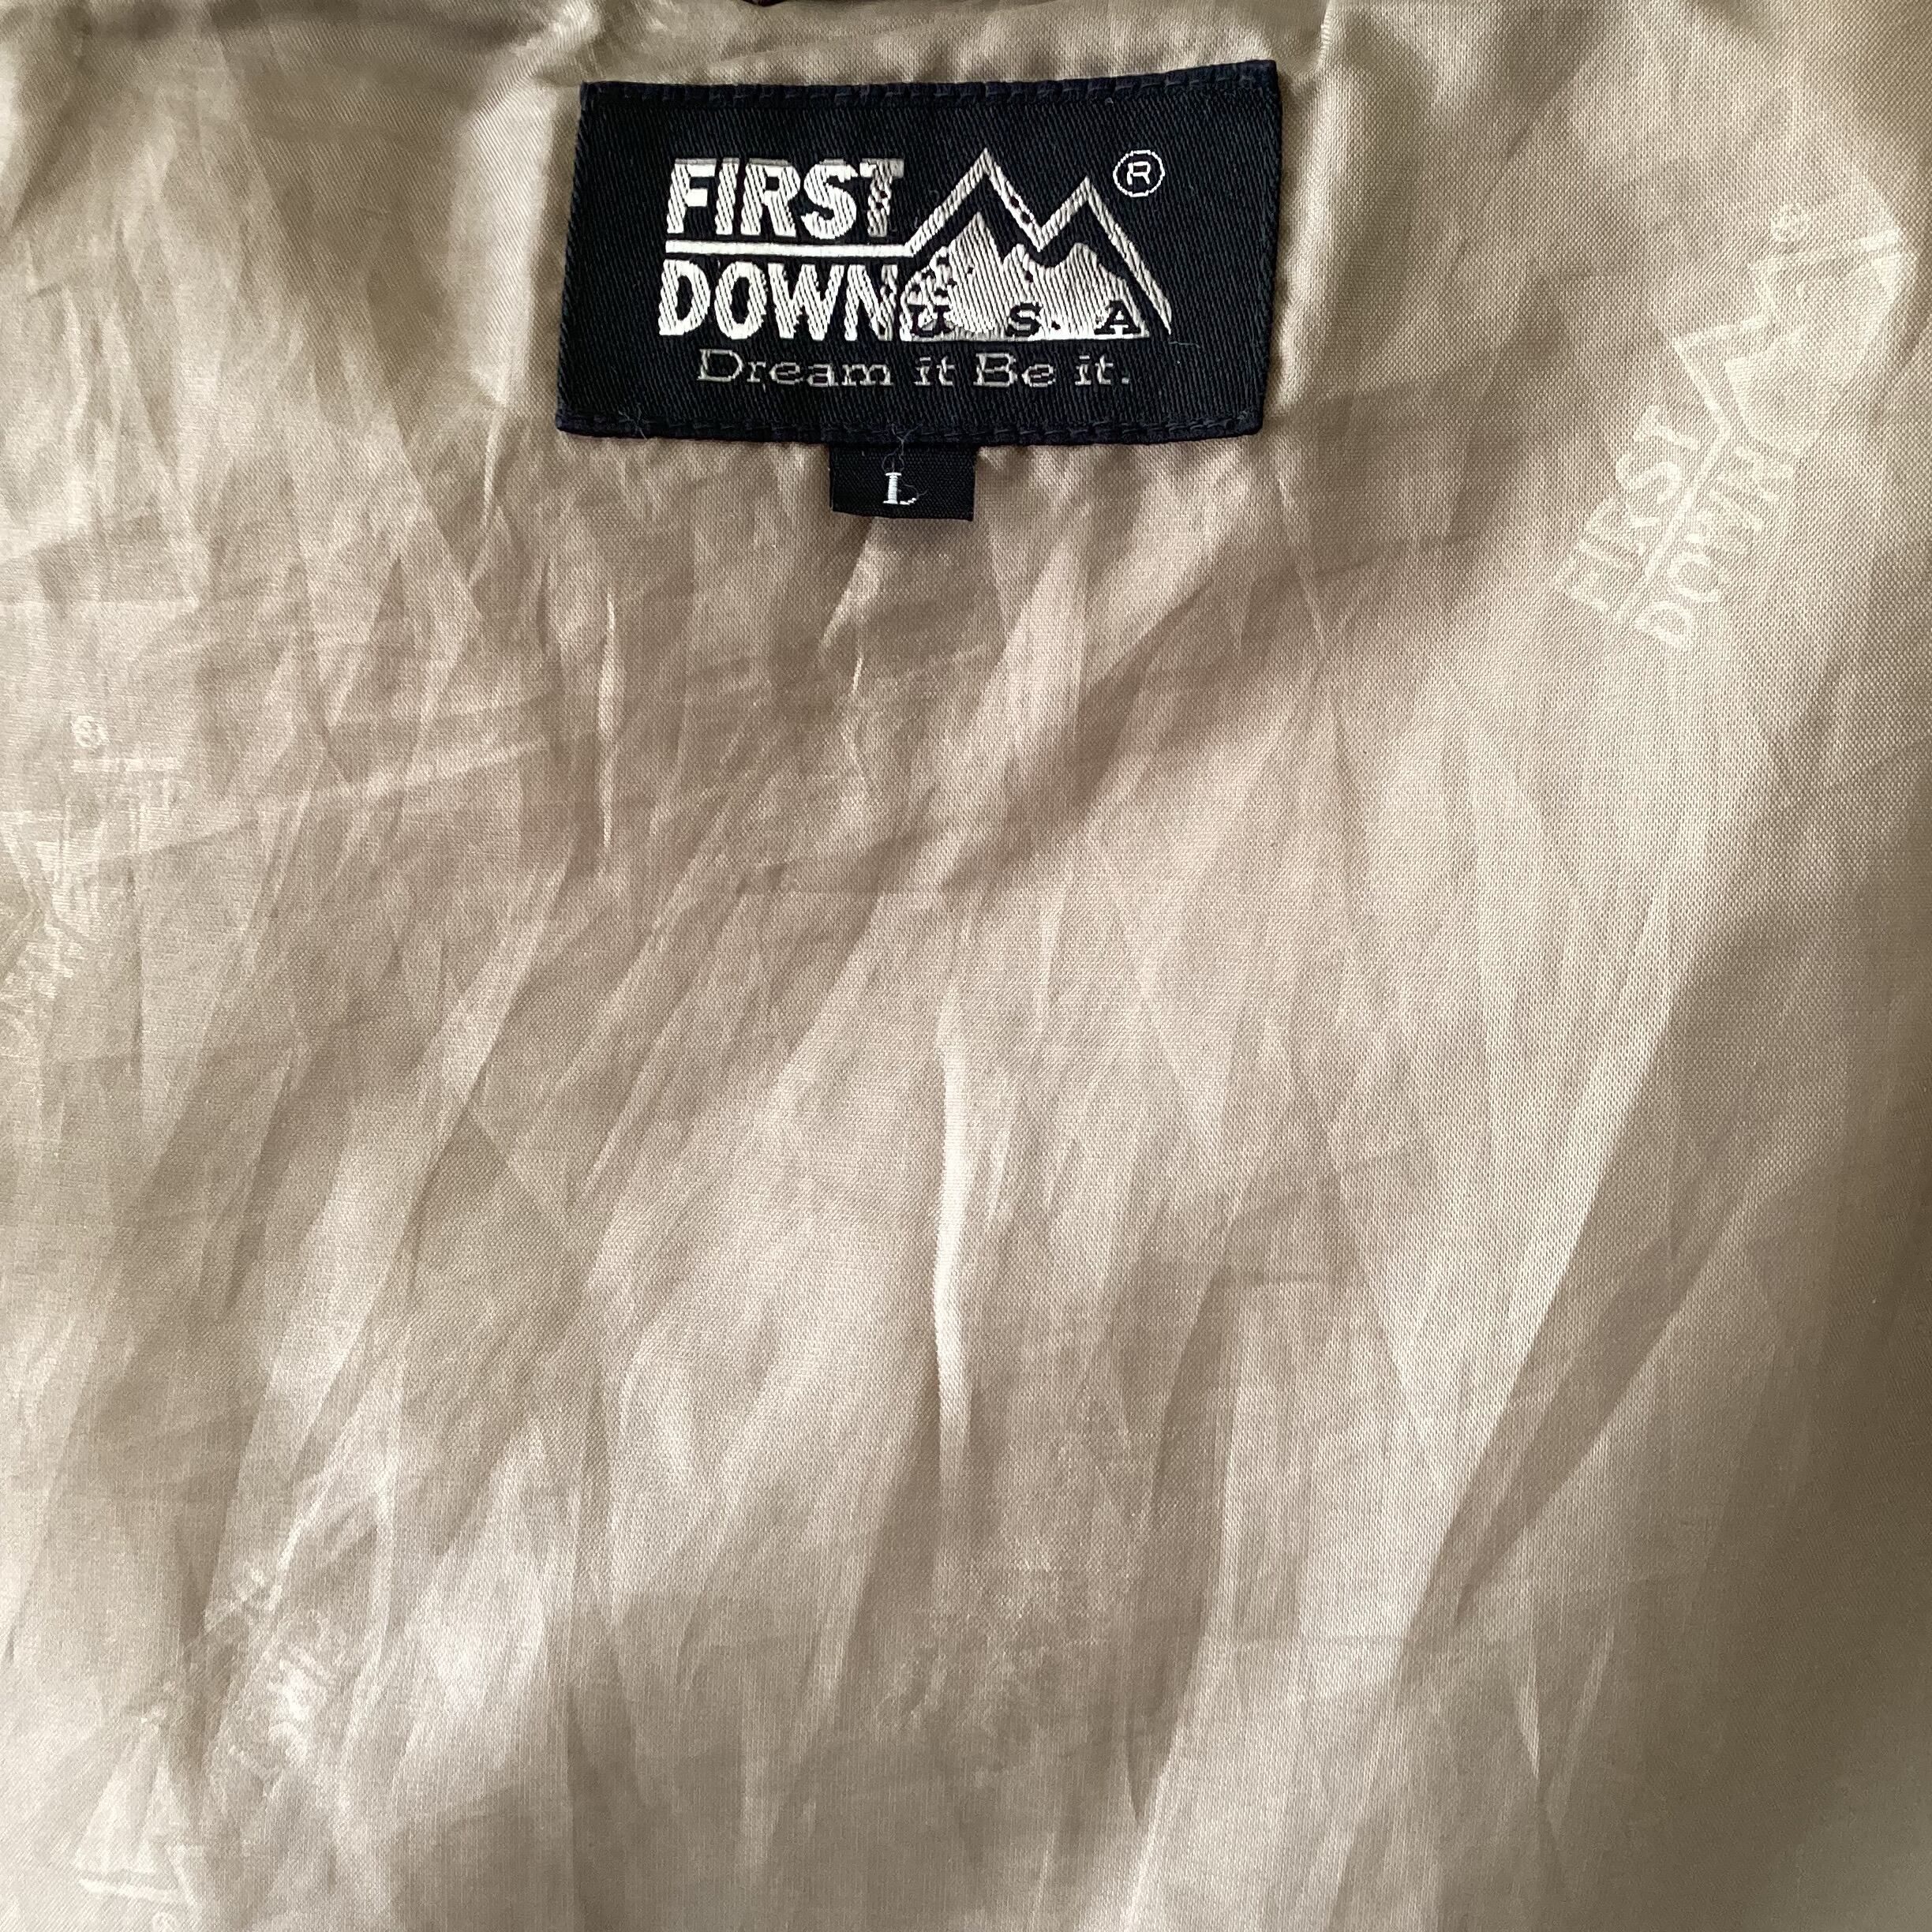 FIRST
DOWN U.S.A
®
Dream it Be it.
L
FIRST
DOWN